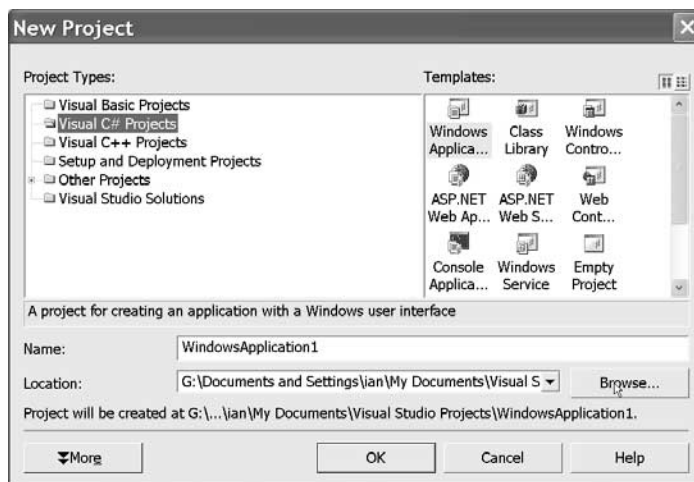 New Project
Project Types:
Templates:
Visual Basic Projects
Visual C# Projects
Visual C++ Projects
Setup and Deployment Projects
Other Projects
Visual Studio Solutions
Windows Applica...
Class Library
Windows Contro...
ASP.NET Web Ap...
ASP.NET Web S...
Web Cont...
Console Applica...
Windows Service
Empty Project
A project for creating an application with a Windows user interface
Name:
WindowsApplication1
Location:
G:\Documents and Settings\ian\My Documents\Visual S
Browse...
Project will be created at G:\...\ian\My Documents\Visual Studio Projects\WindowsApplication1.
More
OK
Cancel
Help